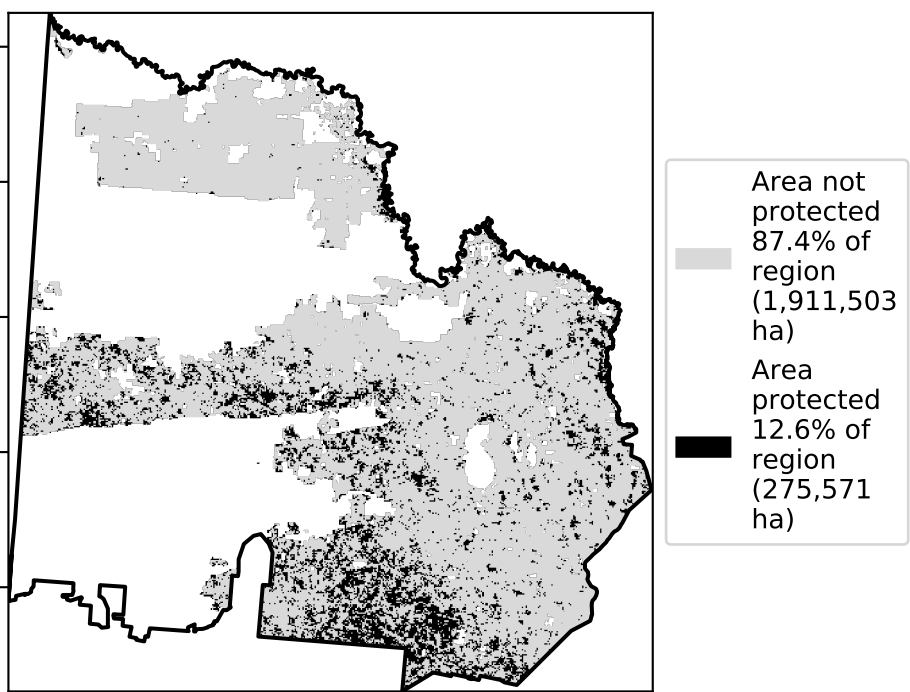 Area not
protected
87.4% of
region
(1,911,503
ha)
Area
protected
12.6% of
region
(275,571
ha)